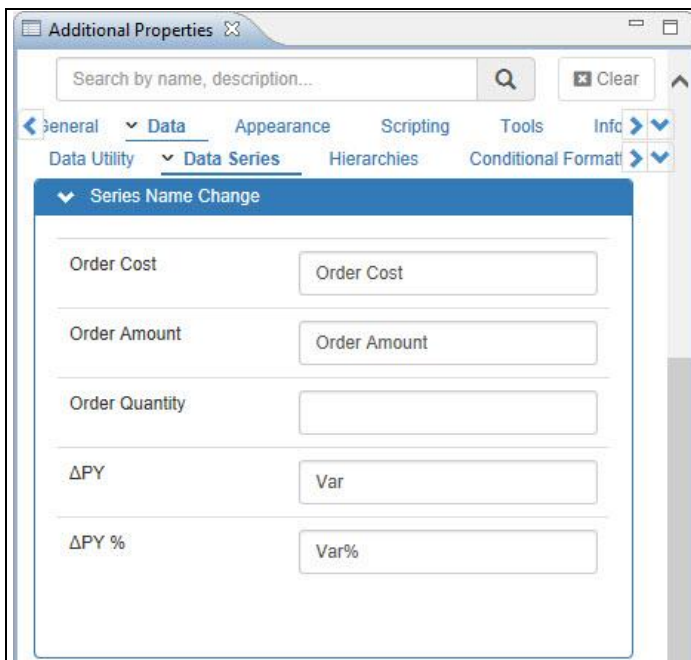 Additional Properties
Search by name, description... Clear
General Data Appearance Scripting Tools Info
Data Utility Data Series Hierarchies Conditional Formatt
Series Name Change
Order Cost Order Cost
Order Amount Order Amount
Order Quantity
ΔPY Var
ΔPY % Var%